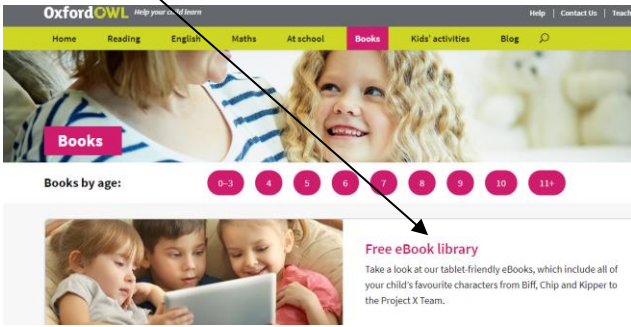 OxfordOWL Help your child learn
Help | Contact Us | Teach
Home Reading English Maths At school Books Kids' activities Blog
Books
Books by age: 0-3 4 5 6 7 8 9 10 11+
Free eBook library
Take a look at our tablet-friendly eBooks, which include all of
your child's favourite characters from Biff, Chip and Kipper to
the Project X Team.